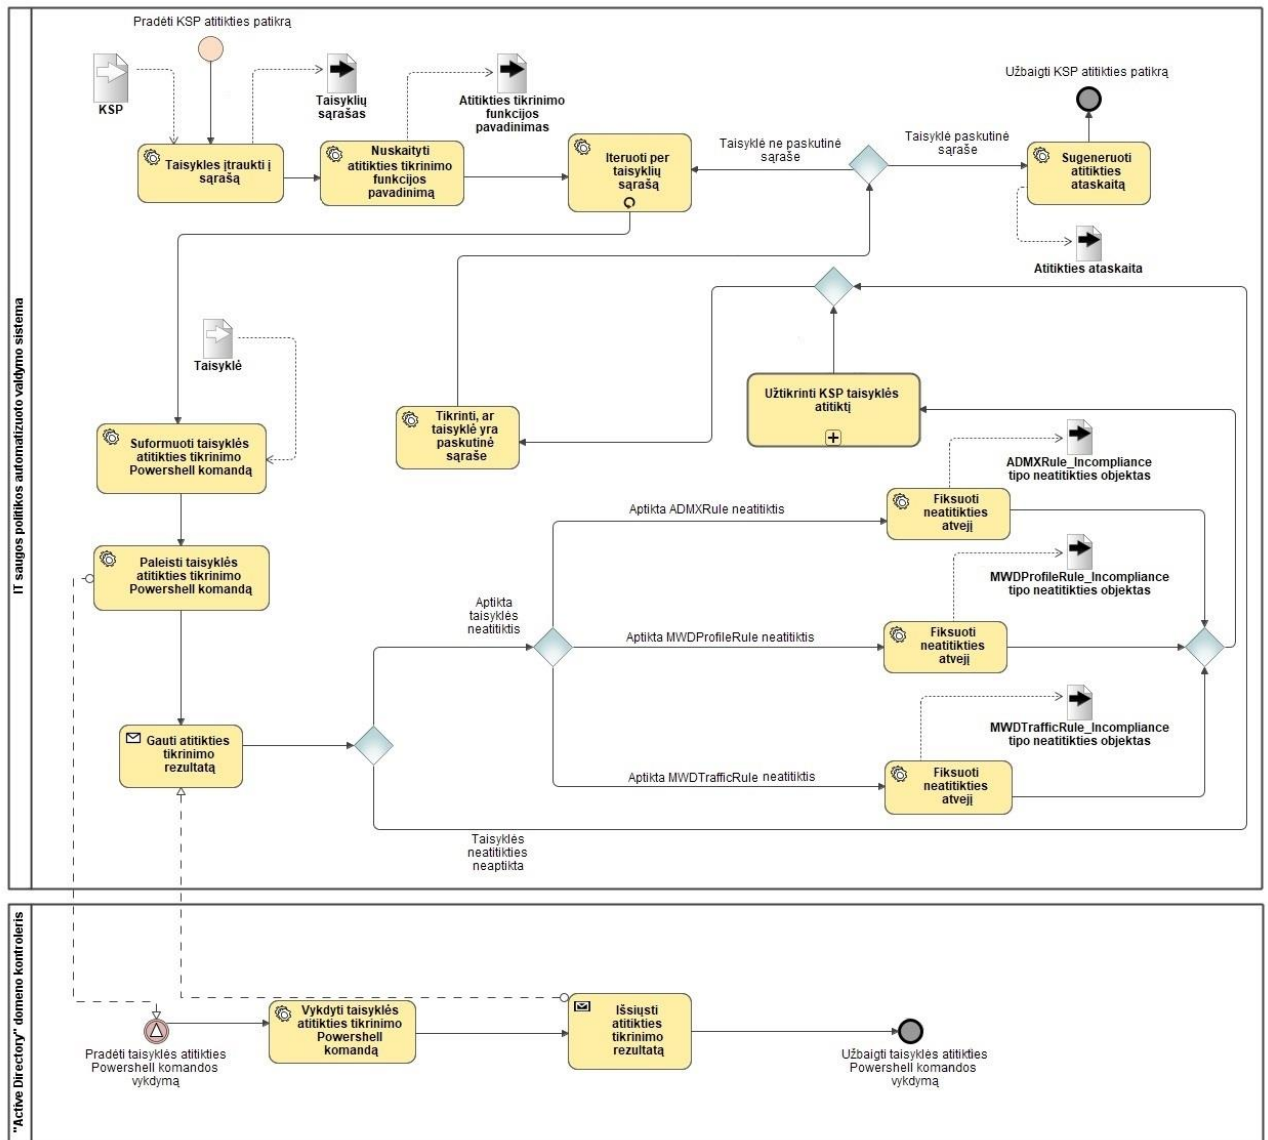 Pradėti KSP atitikties patikrą
KSP
Taisyklių
sąrašas
Atitikties tikrinimo
funkcijos
pavadinimas
Užbaigti KSP atitikties patikrą
Taisykles įtraukti į
sąrašą
Nuskaityti
atitikties tikrinimo
funkcijos
pavadinimą
Iteruoti per
taisyklių
sąrašą
Taisyklė ne paskutinė
sąraše
Taisyklė paskutinė
sąraše
Sugeneruoti
atitikties
ataskaitą
Atitikties ataskaita
IT saugos politikos automatizuoto valdymo sistema
Taisyklė
Užtikrinti KSP taisyklės
atitiktį
Tikrinti, ar
taisyklė yra
paskutinė
sąraše
Suformuoti taisyklės
atitikties tikrinimo
Powershell komandą
ADMXRule_Incompliance
tipo neatitikties objektas
Aptikta ADMXRule neatitiktis
Fiksuoti
neatitikties
atvejį
Paleisti taisyklės
atitikties tikrinimo
Powershell komandą
MWDProfileRule_Incompliance
tipo neatitikties objektas
Aptikta
taisyklės
neatitiktis
Aptikta MWDProfileRule neatitiktis
Fiksuoti
neatitikties
atvejį
MWDTrafficRule_Incompliance
tipo neatitikties objektas
Gauti atitikties
tikrinimo
rezultatą
Aptikta MWDTrafficRule neatitiktis
Fiksuoti
neatitikties
atvejį
Taisyklės
neatitikties
neaptikta
"Active Directory" domeno kontroleris
Pradėti taisyklės atitikties
Powershell komandos
vykdymą
Vykdyti taisyklės
atitikties tikrinimo
Powershell
komandą
Išsiųsti
atitikties
tikrinimo
rezultatą
Užbaigti taisyklės atitikties
Powershell komandos
vykdymą